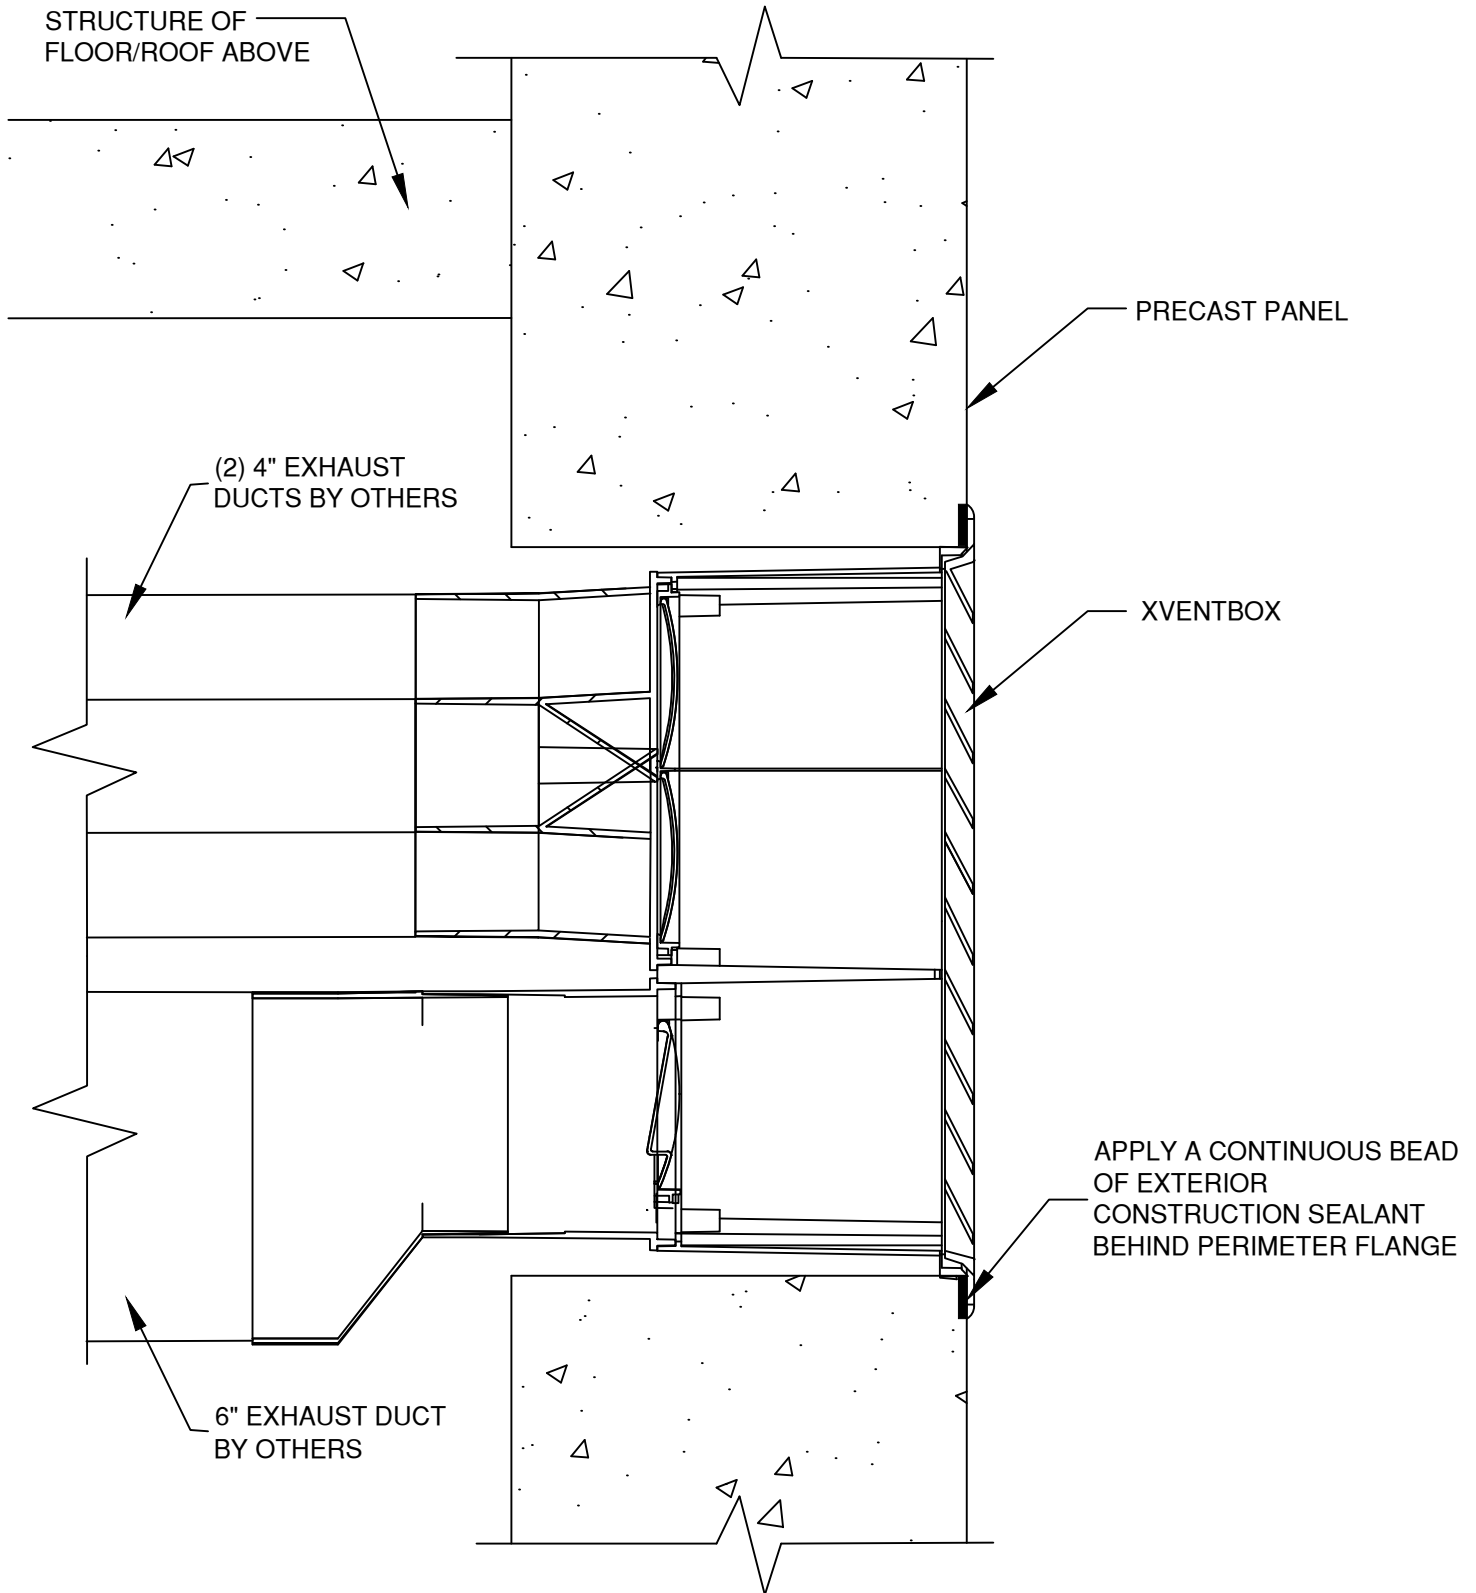 STRUCTURE OF
FLOOR/ROOF ABOVE
PRECAST PANEL
(2) 4" EXHAUST
DUCTS BY OTHERS
XVENTBOX
APPLY A CONTINUOUS BEAD
OF EXTERIOR
CONSTRUCTION SEALANT
BEHIND PERIMETER FLANGE
6" EXHAUST DUCT
BY OTHERS